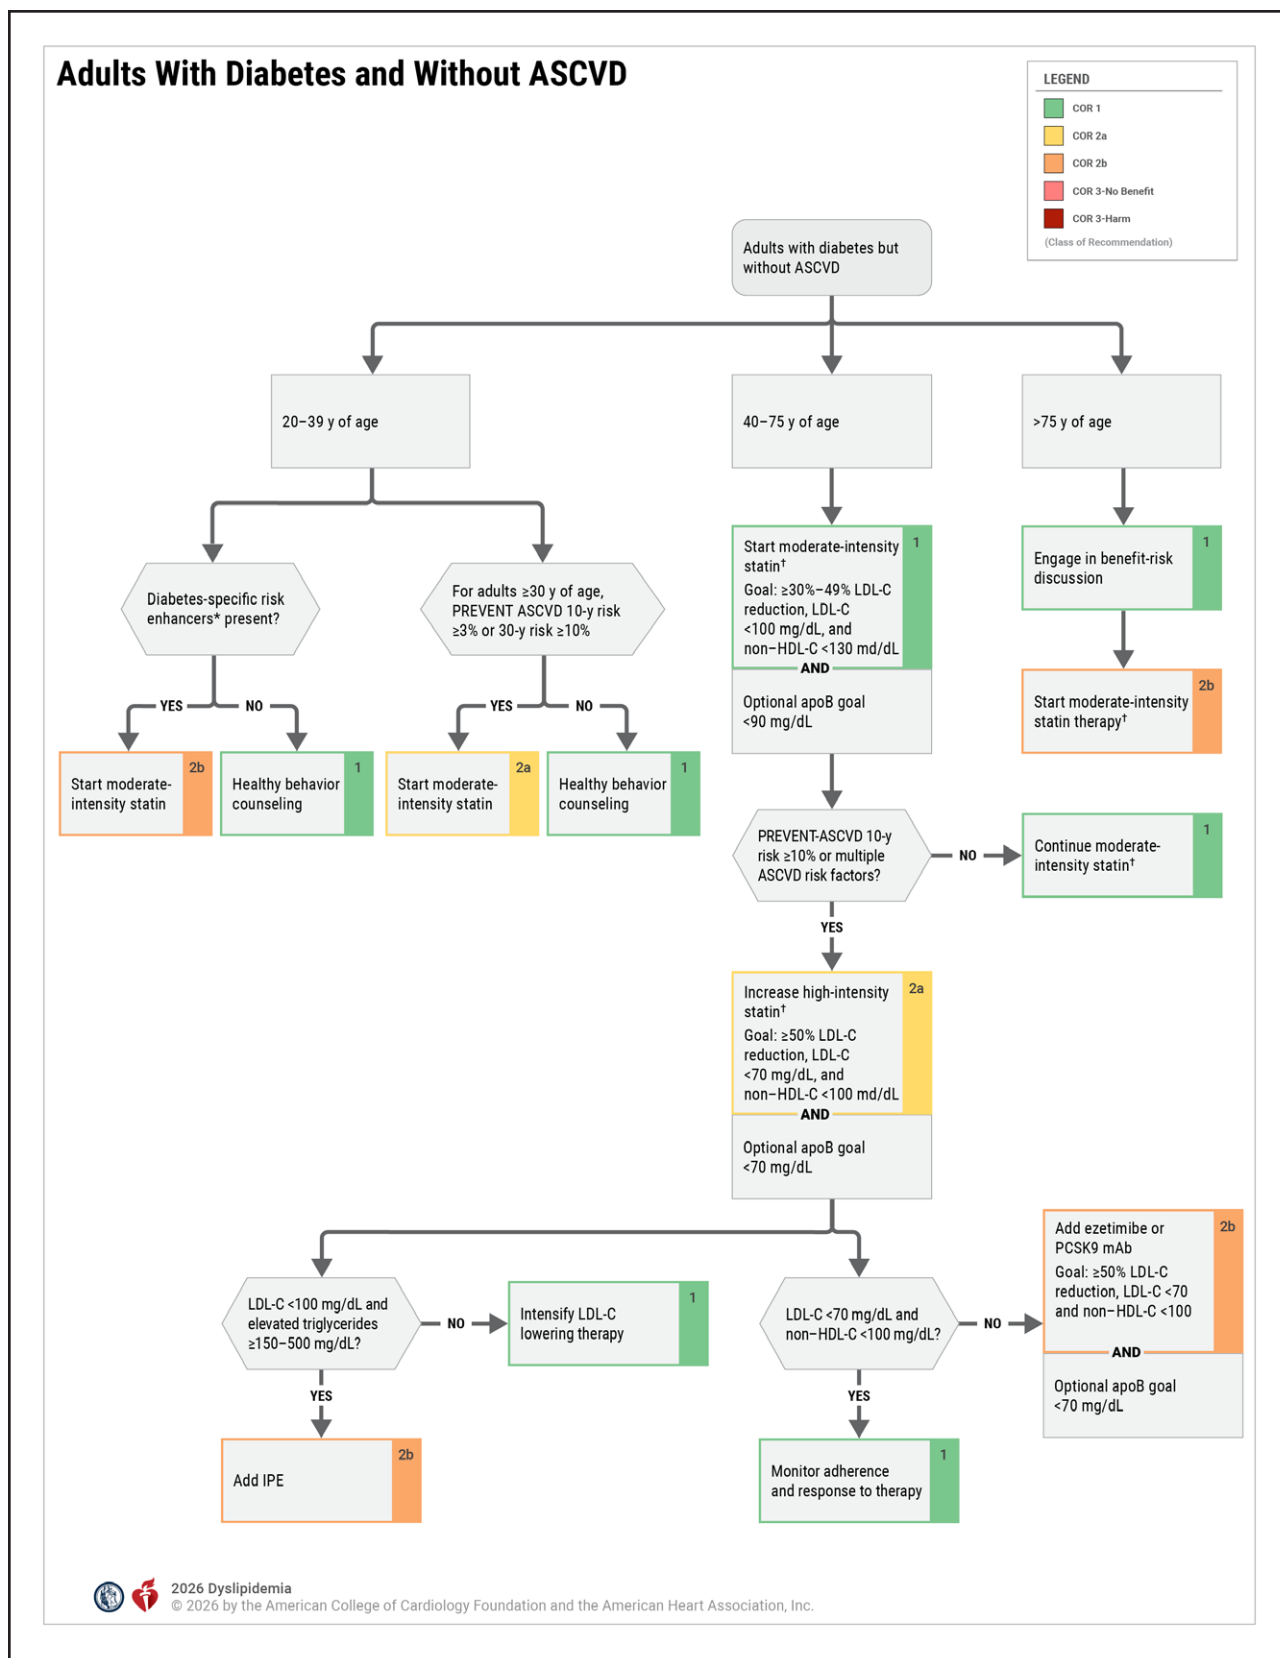 Adults With Diabetes and Without ASCVD
LEGEND
COR 1
COR 2a
COR 2b
COR 3-No Benefit
COR 3-Harm
(Class of Recommendation)
Adults with diabetes but
without ASCVD
20–39 y of age
40–75 y of age
>75 y of age
Diabetes-specific risk
enhancers* present?
For adults ≥30 y of age,
PREVENT ASCVD 10-y risk
≥3% or 30-y risk ≥10%
YES
NO
YES
NO
Start moderate-
intensity statin
2b
Healthy behavior
counseling
1
Start moderate-
intensity statin
2a
Healthy behavior
counseling
1
Start moderate-intensity
statin†
Goal: ≥30%–49% LDL-C
reduction, LDL-C
<100 mg/dL, and
non–HDL-C <130 md/dL
1
AND
Optional apoB goal
<90 mg/dL
Engage in benefit-risk
discussion
1
Start moderate-intensity
statin therapy†
2b
PREVENT-ASCVD 10-y
risk ≥10% or multiple
ASCVD risk factors?
NO
Continue moderate-
intensity statin†
1
YES
Increase high-intensity
statin†
Goal: ≥50% LDL-C
reduction, LDL-C
<70 mg/dL, and
non–HDL-C <100 md/dL
2a
AND
Optional apoB goal
<70 mg/dL
LDL-C <100 mg/dL and
elevated triglycerides
≥150–500 mg/dL?
NO
Intensify LDL-C
lowering therapy
1
YES
Add IPE
2b
LDL-C <70 mg/dL and
non–HDL-C <100 mg/dL?
NO
Add ezetimibe or
PCSK9 mAb
Goal: ≥50% LDL-C
reduction, LDL-C <70
and non–HDL-C <100
2b
AND
Optional apoB goal
<70 mg/dL
YES
Monitor adherence
and response to therapy
1
2026 Dyslipidemia
© 2026 by the American College of Cardiology Foundation and the American Heart Association, Inc.